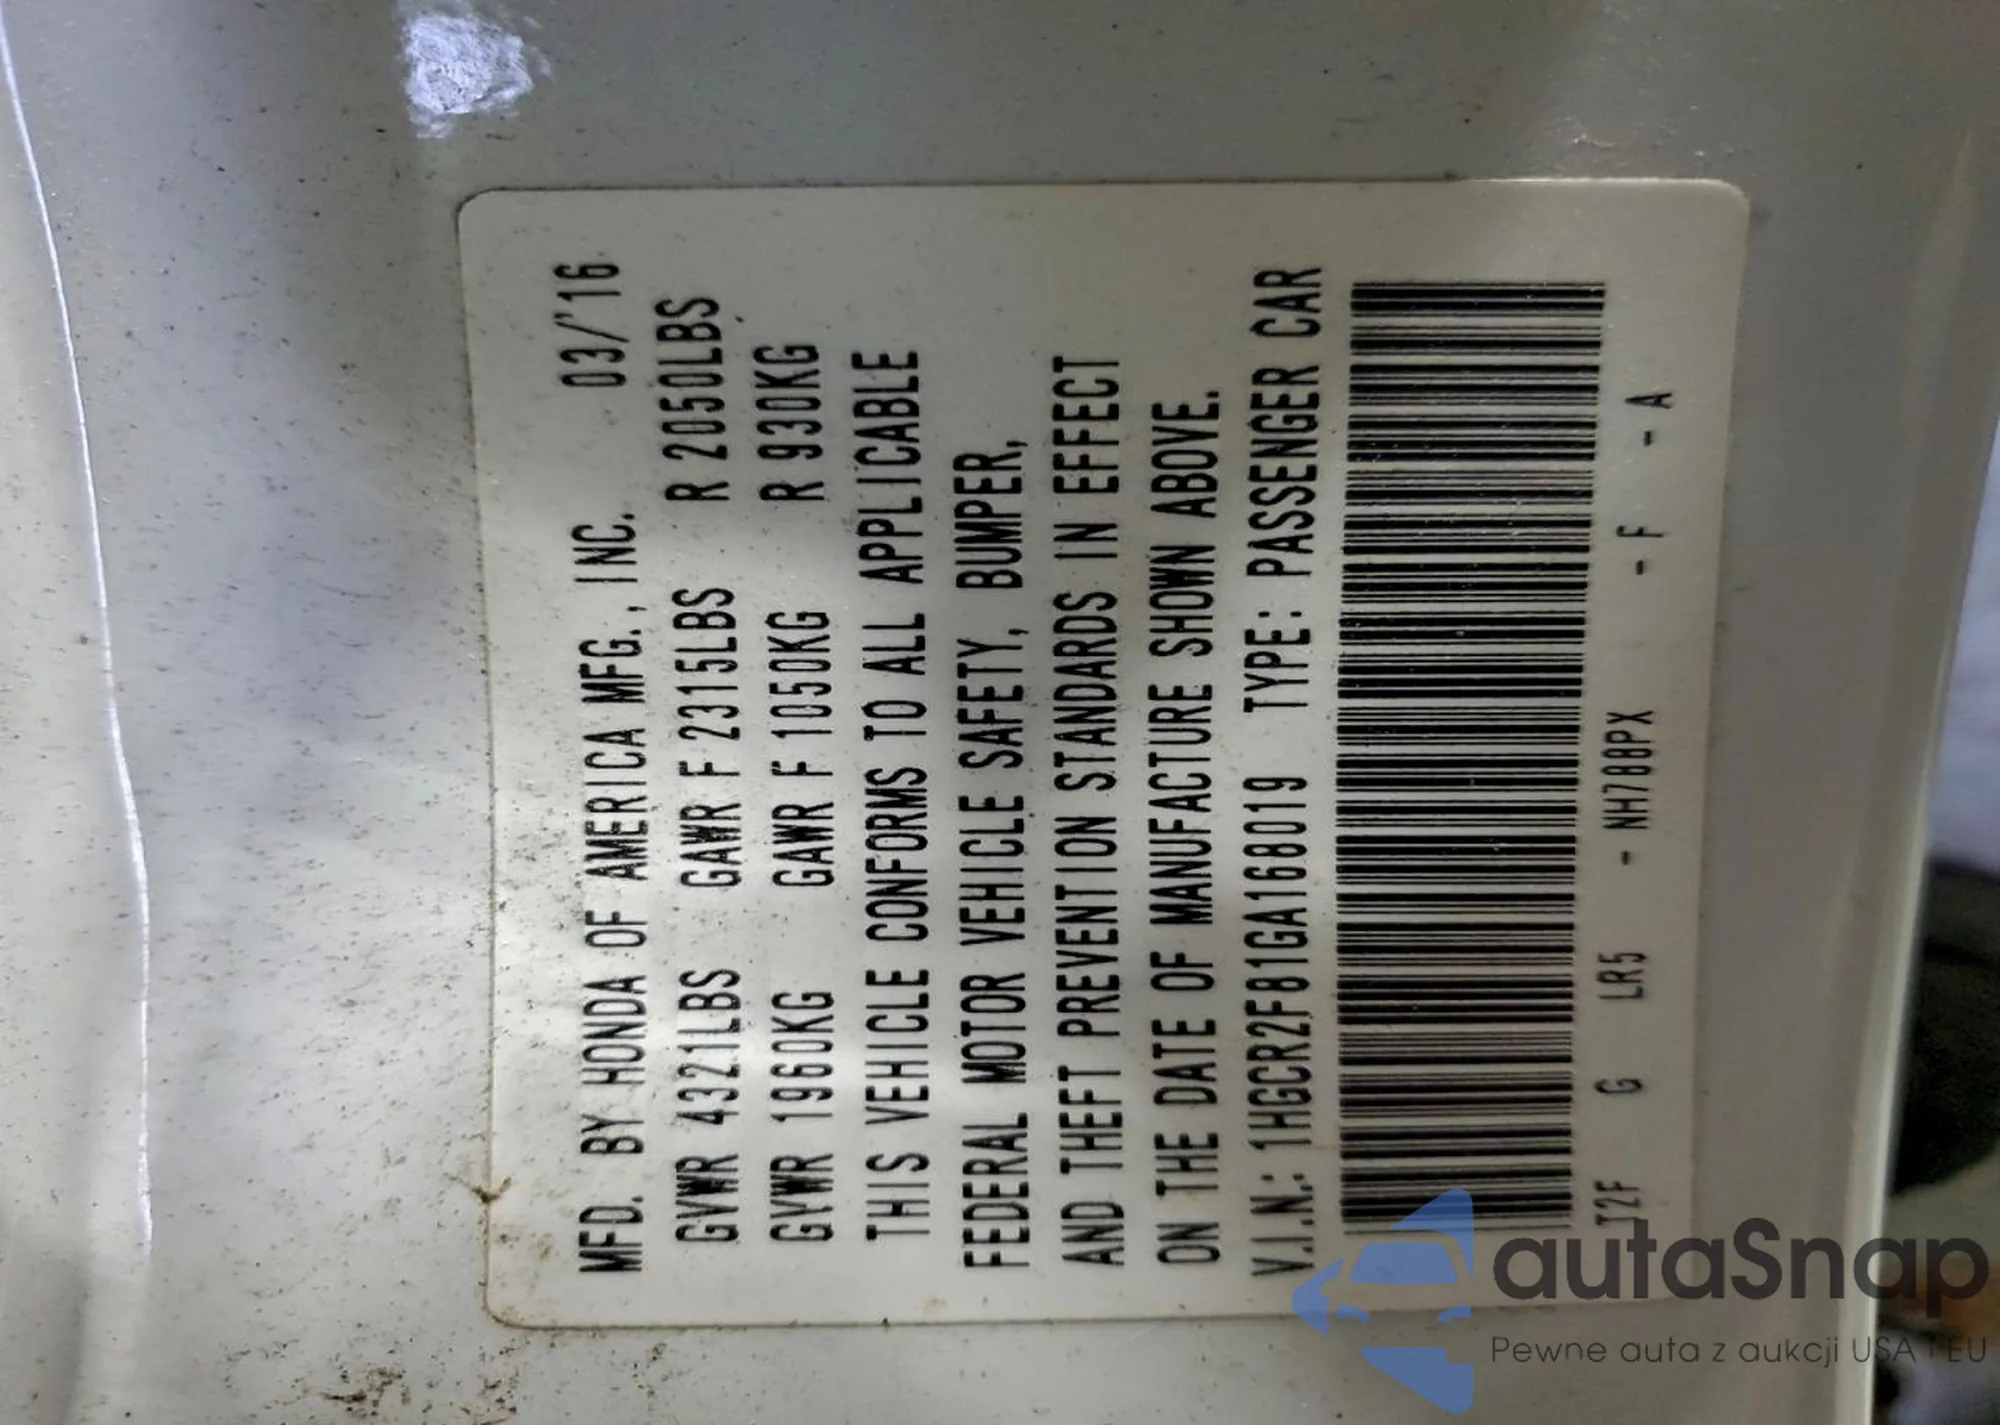 MFD. BY HONDA OF AMERICA MFG., INC. 03/'16
GVWR 4321LBS GAWR F 2315LBS R 2050LBS
GVWR 1960KG GAWR F 1050KG R 930KG
THIS VEHICLE CONFORMS TO ALL APPLICABLE
FEDERAL MOTOR VEHICLE SAFETY, BUMPER,
AND THEFT PREVENTION STANDARDS IN EFFECT
ON THE DATE OF MANUFACTURE SHOWN ABOVE.
V.I.N.: 1HGCR2F81GA168019 TYPE: PASSENGER CAR
T2F G LR5 - NH788PX - F - A
autaSnap
Pewne auta z aukcji USA i EU